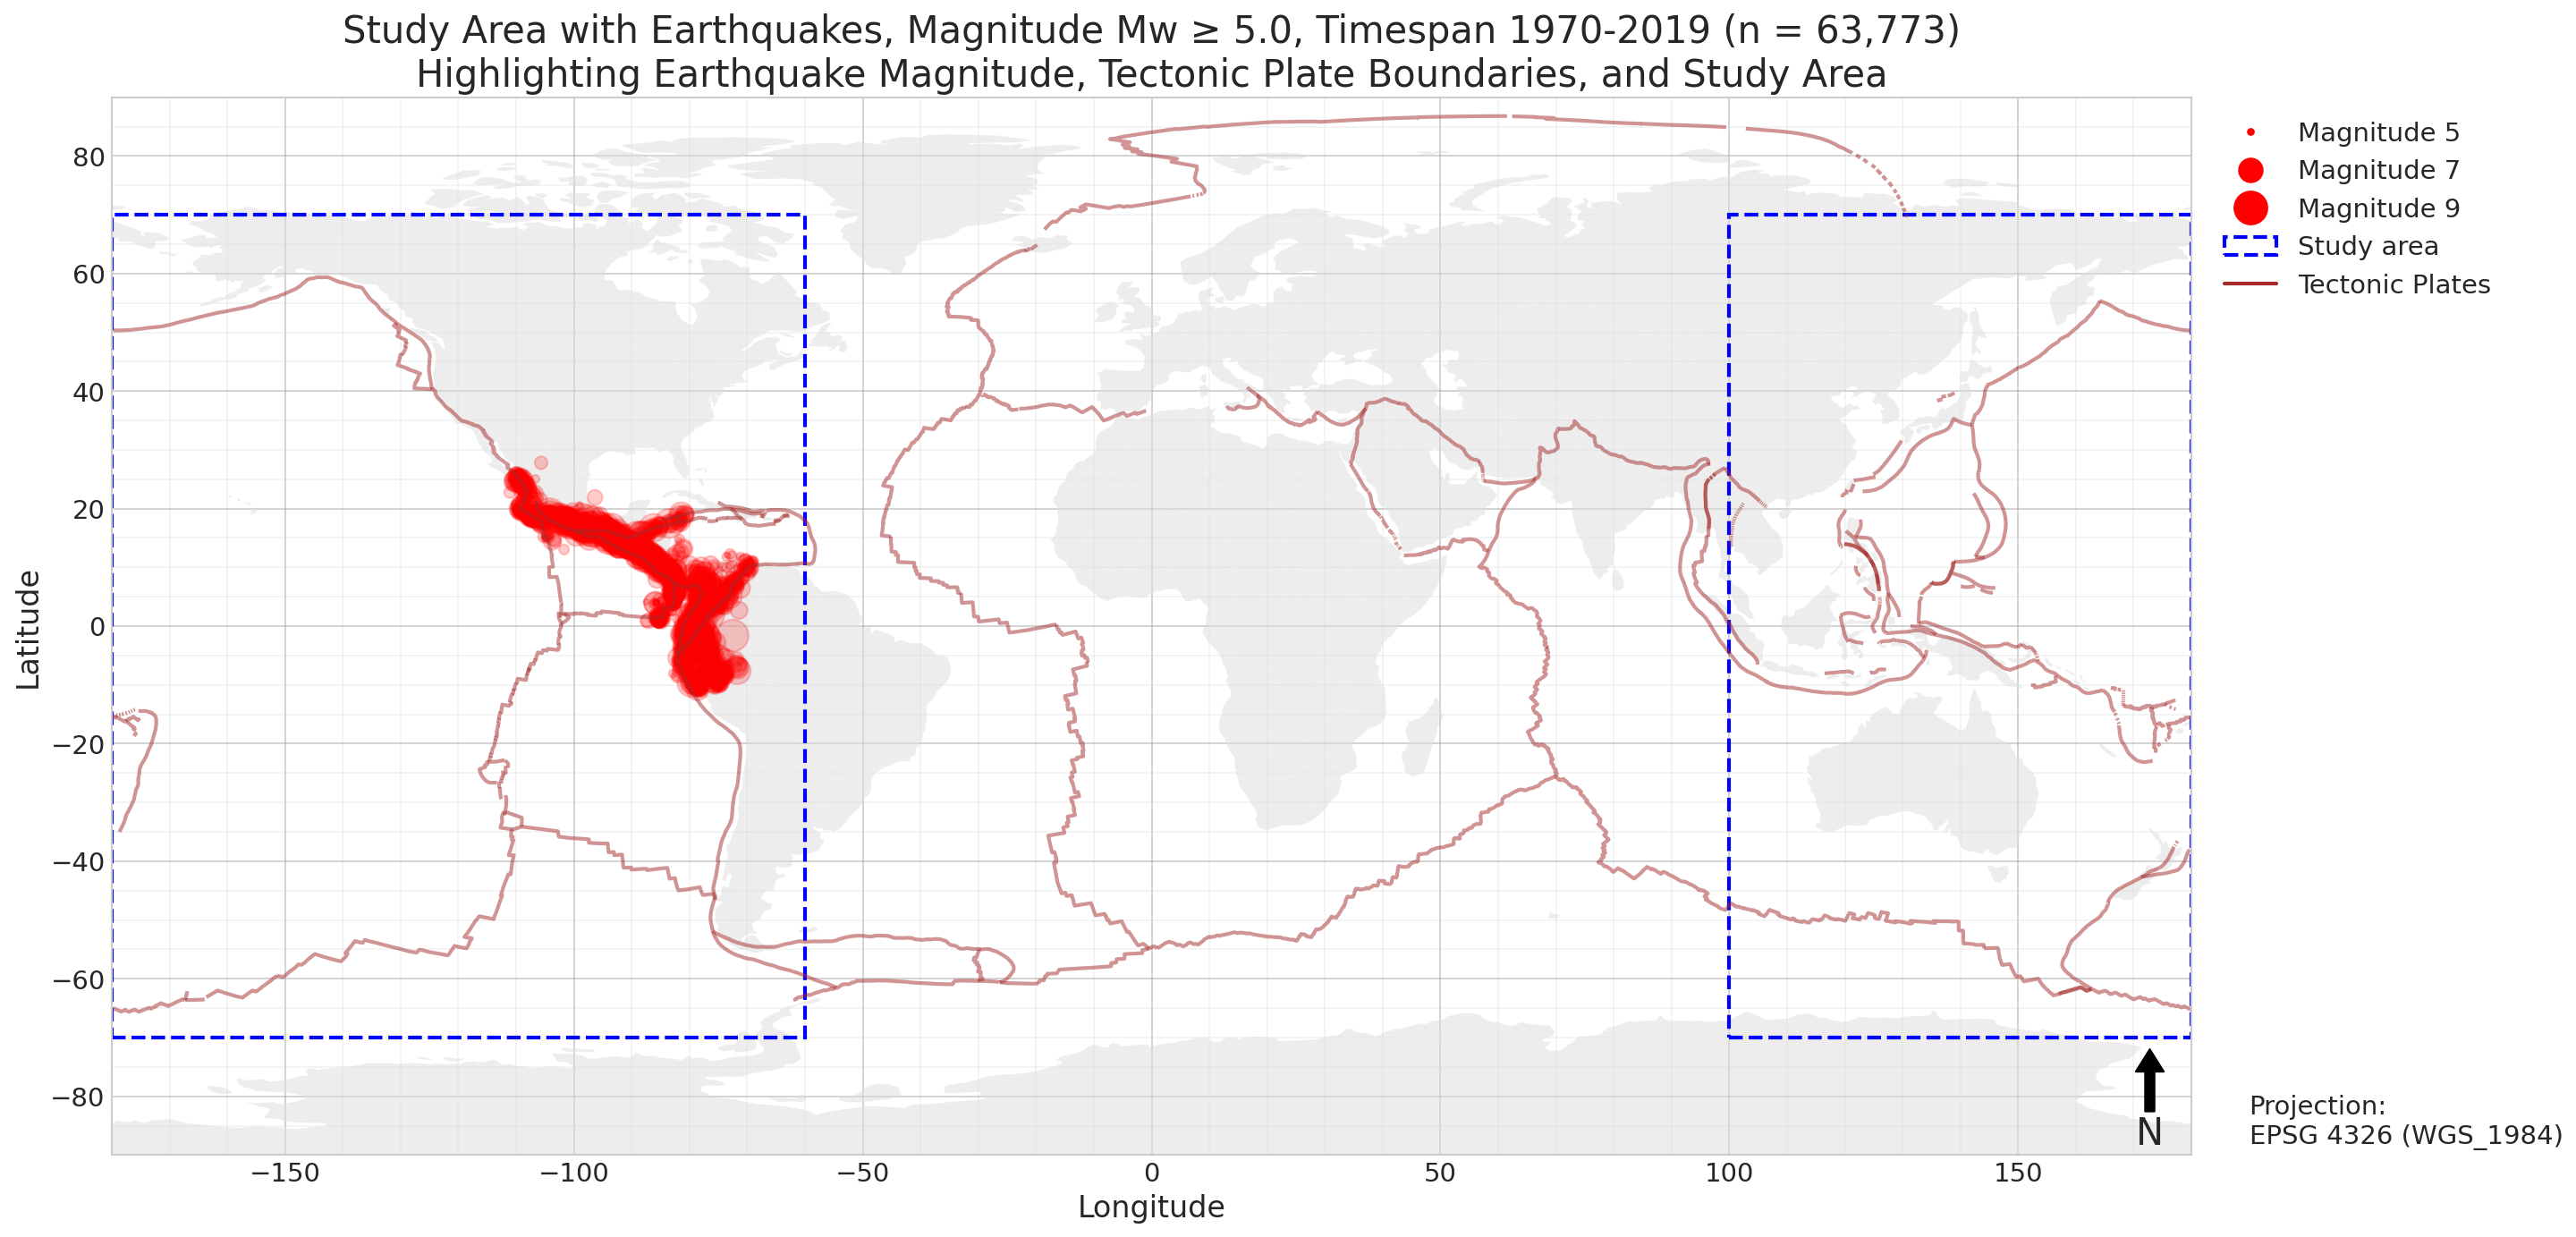 Study Area with Earthquakes, Magnitude Mw ≥ 5.0, Timespan 1970-2019 (n = 63,773)
Highlighting Earthquake Magnitude, Tectonic Plate Boundaries, and Study Area
Magnitude 5
Magnitude 7
Magnitude 9
Study area
Tectonic Plates
80
60
40
20
0
−20
−40
−60
−80
Latitude
−150
−100
−50
0
50
100
150
Longitude
N
Projection:
EPSG 4326 (WGS_1984)